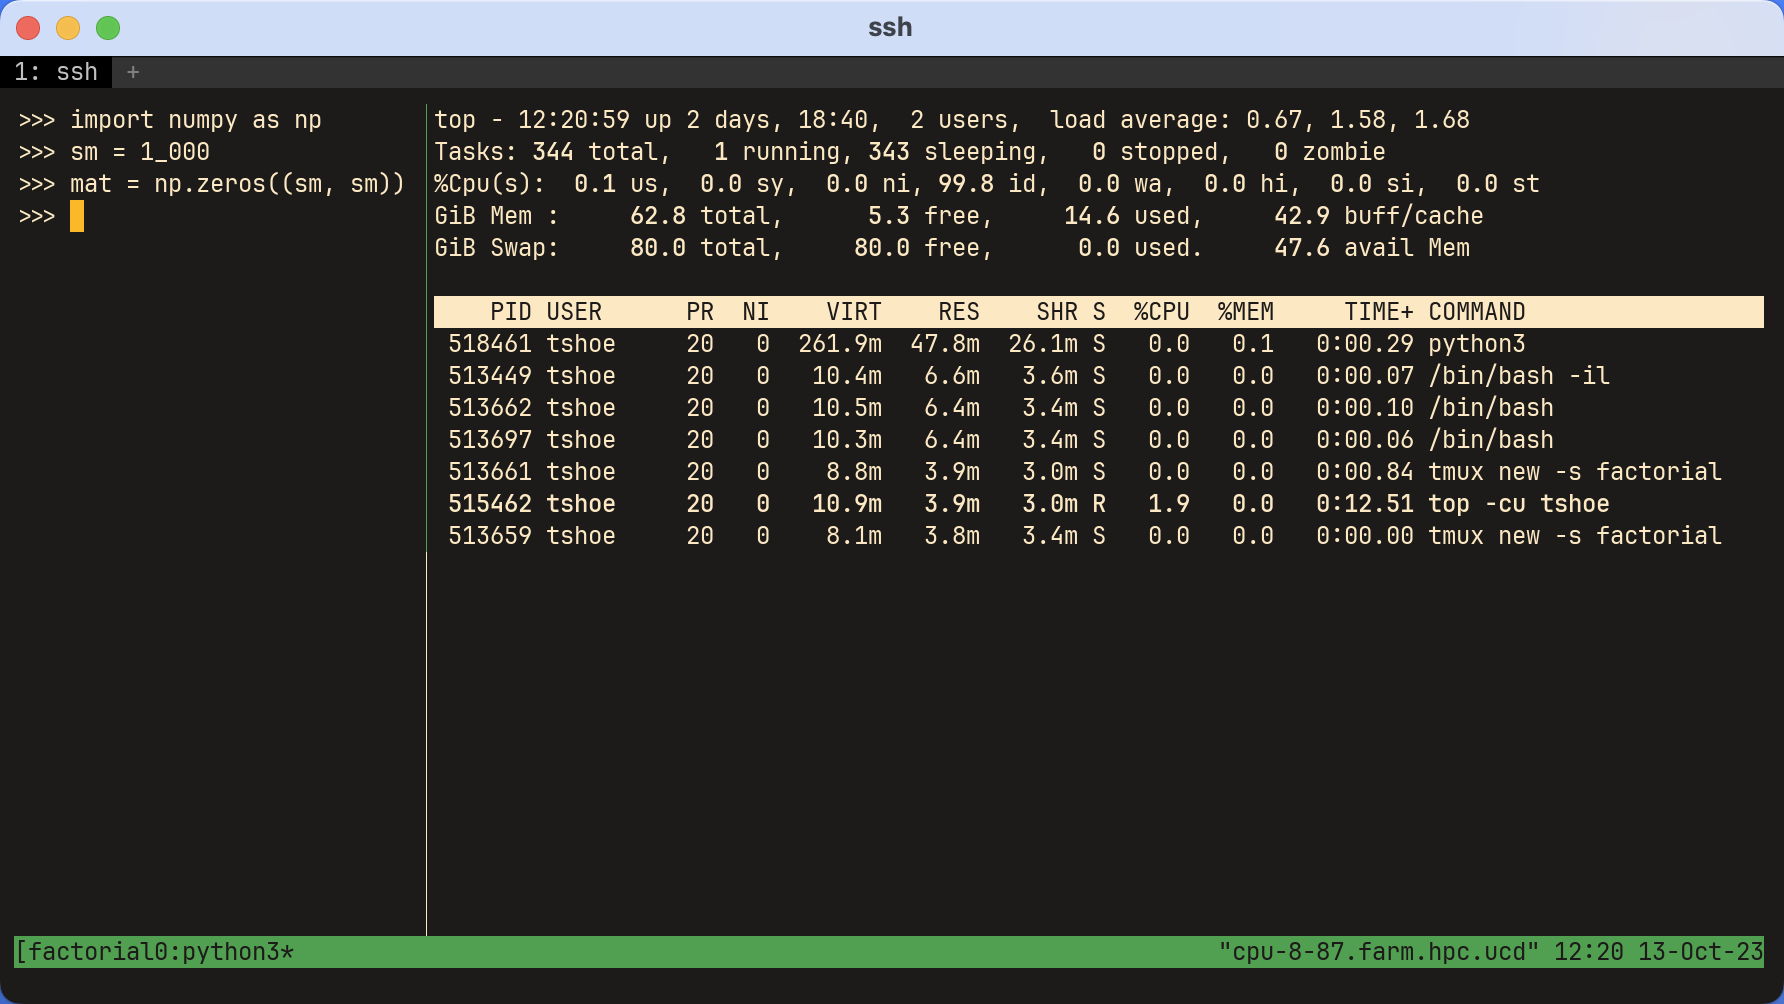 ssh
1: ssh +
>>> import numpy as np
>>> sm = 1_000
>>> mat = np.zeros((sm, sm))
>>>
top - 12:20:59 up 2 days, 18:40,  2 users,  load average: 0.67, 1.58, 1.68
Tasks: 344 total,   1 running, 343 sleeping,   0 stopped,   0 zombie
%Cpu(s):  0.1 us,  0.0 sy,  0.0 ni, 99.8 id,  0.0 wa,  0.0 hi,  0.0 si,  0.0 st
GiB Mem :     62.8 total,      5.3 free,     14.6 used,     42.9 buff/cache
GiB Swap:     80.0 total,     80.0 free,      0.0 used.     47.6 avail Mem
PID USER      PR  NI    VIRT    RES    SHR S  %CPU  %MEM     TIME+ COMMAND
518461 tshoe     20   0  261.9m  47.8m  26.1m S   0.0   0.1   0:00.29 python3
513449 tshoe     20   0   10.4m   6.6m   3.6m S   0.0   0.0   0:00.07 /bin/bash -il
513662 tshoe     20   0   10.5m   6.4m   3.4m S   0.0   0.0   0:00.10 /bin/bash
513697 tshoe     20   0   10.3m   6.4m   3.4m S   0.0   0.0   0:00.06 /bin/bash
513661 tshoe     20   0    8.8m   3.9m   3.0m S   0.0   0.0   0:00.84 tmux new -s factorial
515462 tshoe     20   0   10.9m   3.9m   3.0m R   1.9   0.0   0:12.51 top -cu tshoe
513659 tshoe     20   0    8.1m   3.8m   3.4m S   0.0   0.0   0:00.00 tmux new -s factorial
[factorial0:python3* "cpu-8-87.farm.hpc.ucd" 12:20 13-Oct-23